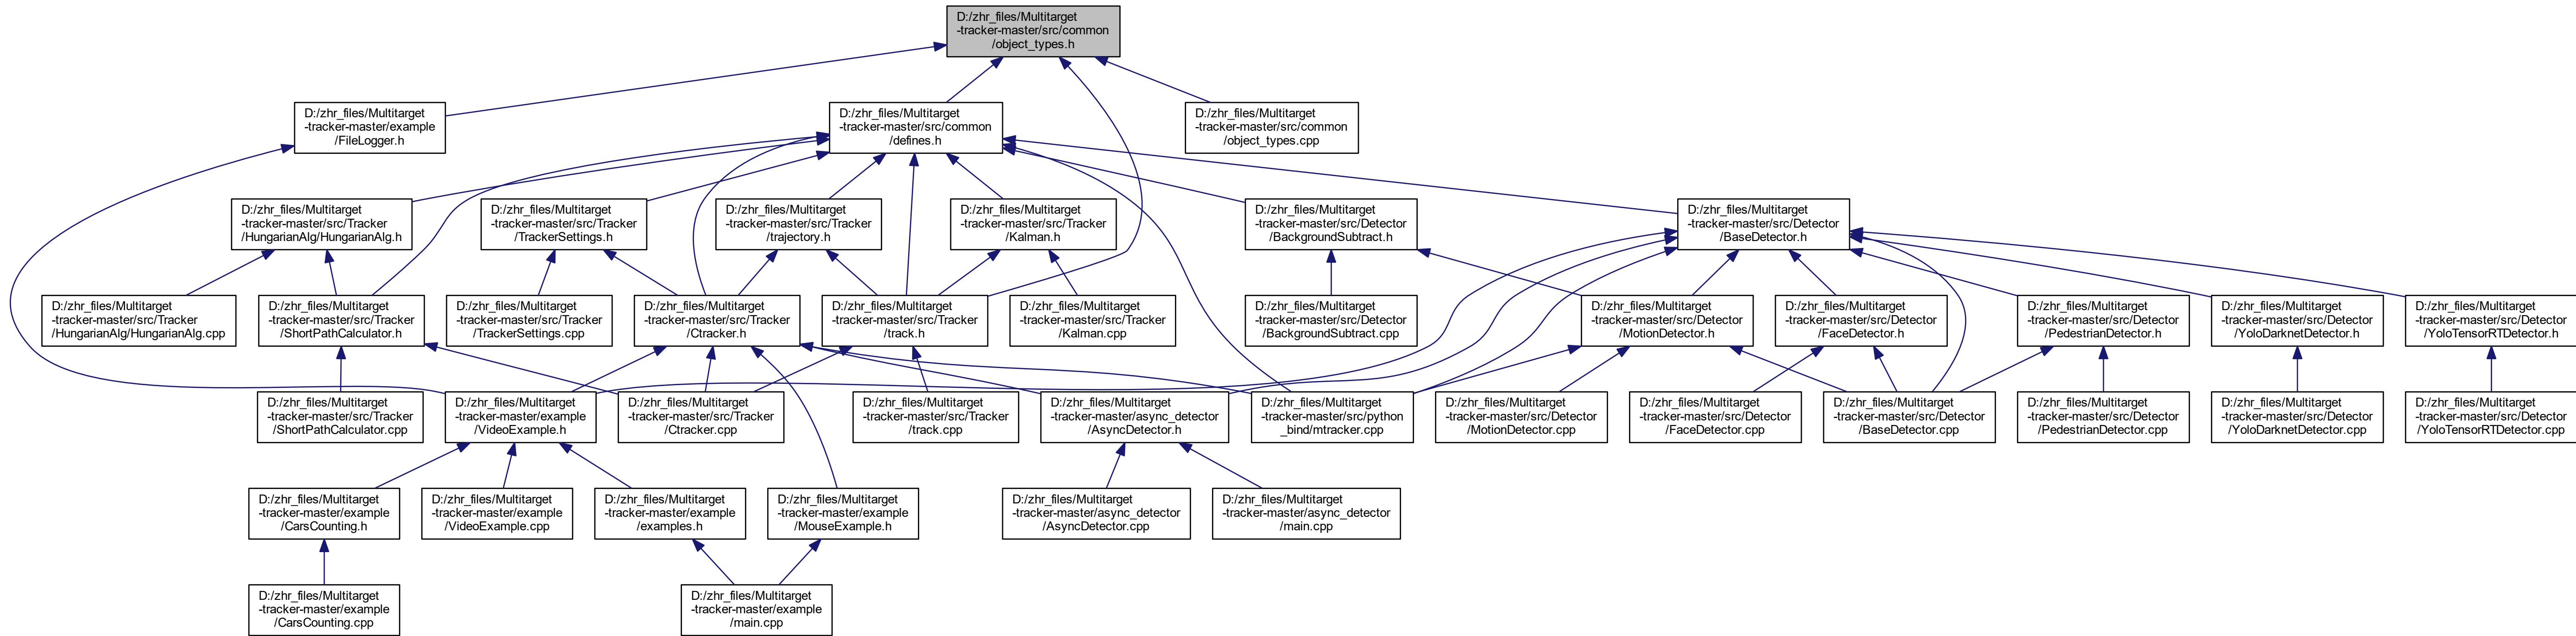 D:/zhr_files/Multitarget
-tracker-master/src/common
/object_types.h
D:/zhr_files/Multitarget
-tracker-master/example
/FileLogger.h
D:/zhr_files/Multitarget
-tracker-master/src/common
/defines.h
D:/zhr_files/Multitarget
-tracker-master/src/common
/object_types.cpp
D:/zhr_files/Multitarget
-tracker-master/src/Tracker
/HungarianAlg/HungarianAlg.h
D:/zhr_files/Multitarget
-tracker-master/src/Tracker
/TrackerSettings.h
D:/zhr_files/Multitarget
-tracker-master/src/Tracker
/trajectory.h
D:/zhr_files/Multitarget
-tracker-master/src/Tracker
/Kalman.h
D:/zhr_files/Multitarget
-tracker-master/src/Detector
/BackgroundSubtract.h
D:/zhr_files/Multitarget
-tracker-master/src/Detector
/BaseDetector.h
D:/zhr_files/Multitarget
-tracker-master/src/Tracker
/HungarianAlg/HungarianAlg.cpp
D:/zhr_files/Multitarget
-tracker-master/src/Tracker
/ShortPathCalculator.h
D:/zhr_files/Multitarget
-tracker-master/src/Tracker
/TrackerSettings.cpp
D:/zhr_files/Multitarget
-tracker-master/src/Tracker
/Ctracker.h
D:/zhr_files/Multitarget
-tracker-master/src/Tracker
/track.h
D:/zhr_files/Multitarget
-tracker-master/src/Tracker
/Kalman.cpp
D:/zhr_files/Multitarget
-tracker-master/src/Detector
/BackgroundSubtract.cpp
D:/zhr_files/Multitarget
-tracker-master/src/Detector
/MotionDetector.h
D:/zhr_files/Multitarget
-tracker-master/src/Detector
/FaceDetector.h
D:/zhr_files/Multitarget
-tracker-master/src/Detector
/PedestrianDetector.h
D:/zhr_files/Multitarget
-tracker-master/src/Detector
/YoloDarknetDetector.h
D:/zhr_files/Multitarget
-tracker-master/src/Detector
/YoloTensorRTDetector.h
D:/zhr_files/Multitarget
-tracker-master/src/Tracker
/ShortPathCalculator.cpp
D:/zhr_files/Multitarget
-tracker-master/example
/VideoExample.h
D:/zhr_files/Multitarget
-tracker-master/src/Tracker
/Ctracker.cpp
D:/zhr_files/Multitarget
-tracker-master/src/Tracker
/track.cpp
D:/zhr_files/Multitarget
-tracker-master/async_detector
/AsyncDetector.h
D:/zhr_files/Multitarget
-tracker-master/src/python
_bind/mtracker.cpp
D:/zhr_files/Multitarget
-tracker-master/src/Detector
/MotionDetector.cpp
D:/zhr_files/Multitarget
-tracker-master/src/Detector
/FaceDetector.cpp
D:/zhr_files/Multitarget
-tracker-master/src/Detector
/BaseDetector.cpp
D:/zhr_files/Multitarget
-tracker-master/src/Detector
/PedestrianDetector.cpp
D:/zhr_files/Multitarget
-tracker-master/src/Detector
/YoloDarknetDetector.cpp
D:/zhr_files/Multitarget
-tracker-master/src/Detector
/YoloTensorRTDetector.cpp
D:/zhr_files/Multitarget
-tracker-master/example
/CarsCounting.h
D:/zhr_files/Multitarget
-tracker-master/example
/VideoExample.cpp
D:/zhr_files/Multitarget
-tracker-master/example
/examples.h
D:/zhr_files/Multitarget
-tracker-master/example
/MouseExample.h
D:/zhr_files/Multitarget
-tracker-master/async_detector
/AsyncDetector.cpp
D:/zhr_files/Multitarget
-tracker-master/async_detector
/main.cpp
D:/zhr_files/Multitarget
-tracker-master/example
/CarsCounting.cpp
D:/zhr_files/Multitarget
-tracker-master/example
/main.cpp